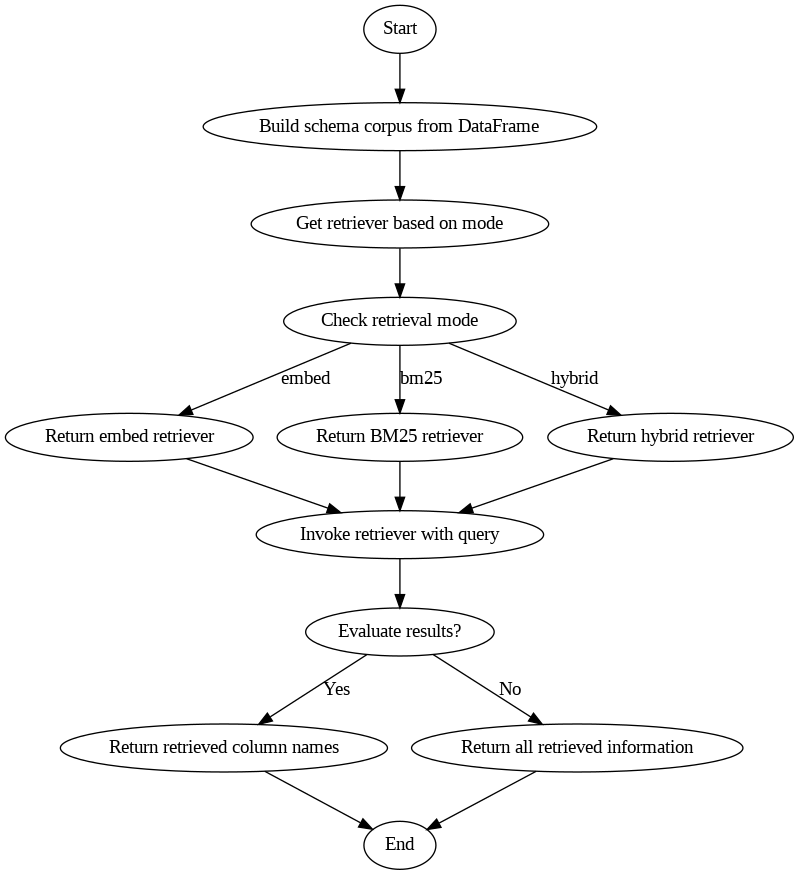 Start
Build schema corpus from DataFrame
Get retriever based on mode
Check retrieval mode
embed
bm25
hybrid
Return embed retriever
Return BM25 retriever
Return hybrid retriever
Invoke retriever with query
Evaluate results?
Yes
No
Return retrieved column names
Return all retrieved information
End